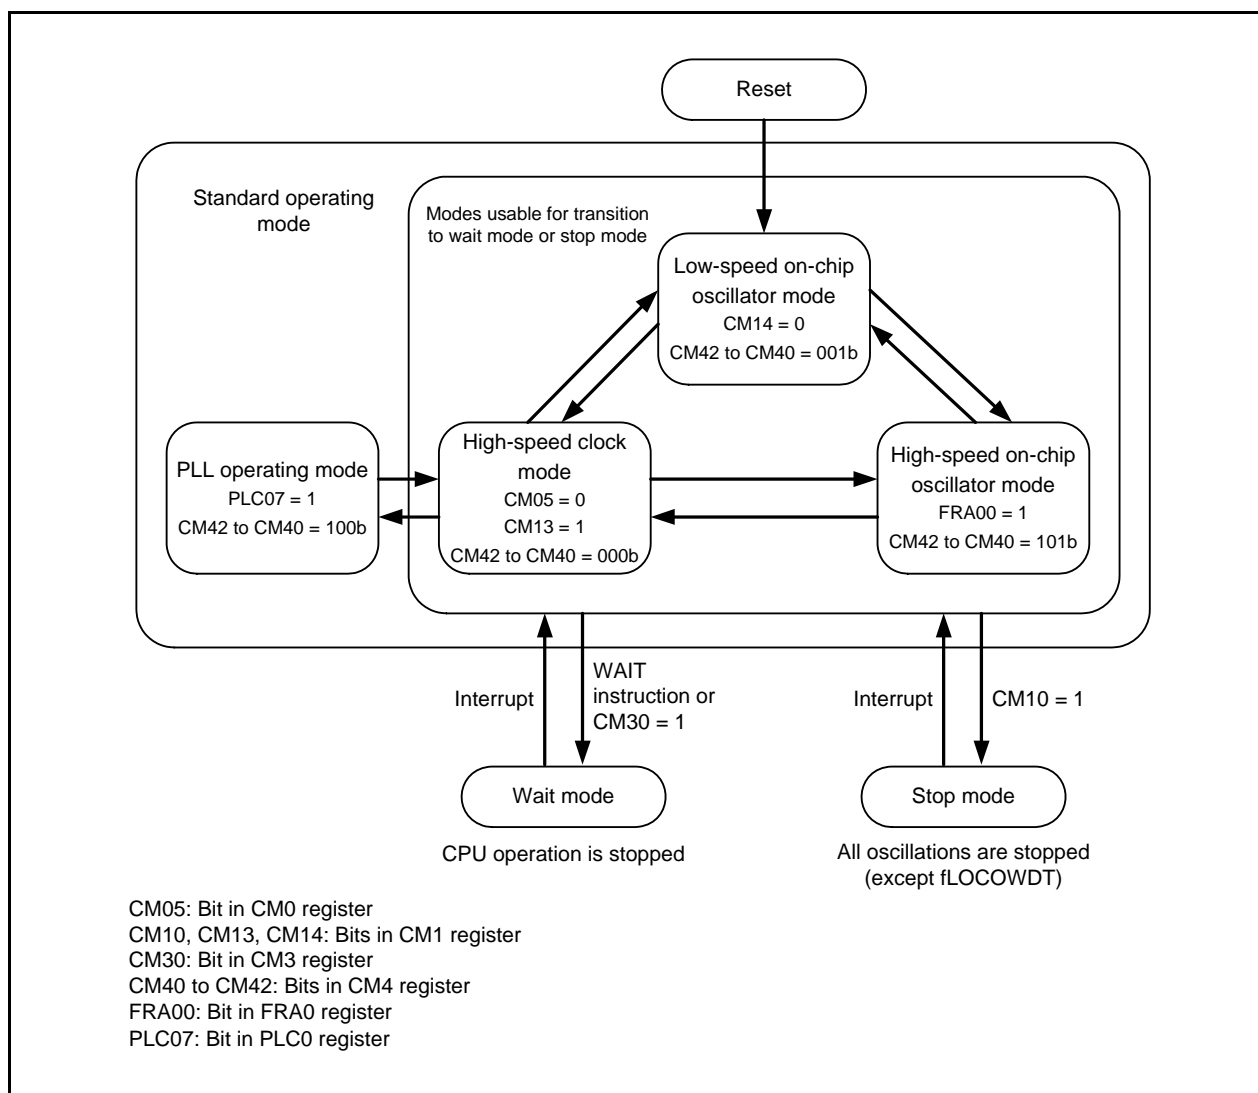 Reset
Standard operating
mode
Modes usable for transition
to wait mode or stop mode
Low-speed on-chip
oscillator mode
CM14 = 0
CM42 to CM40 = 001b
PLL operating mode
PLC07 = 1
CM42 to CM40 = 100b
High-speed clock
mode
CM05 = 0
CM13 = 1
CM42 to CM40 = 000b
High-speed on-chip
oscillator mode
FRA00 = 1
CM42 to CM40 = 101b
Interrupt
WAIT
instruction or
CM30 = 1
Interrupt
CM10 = 1
Wait mode
CPU operation is stopped
Stop mode
All oscillations are stopped
(except fLOCOWDT)
CM05: Bit in CM0 register
CM10, CM13, CM14: Bits in CM1 register
CM30: Bit in CM3 register
CM40 to CM42: Bits in CM4 register
FRA00: Bit in FRA0 register
PLC07: Bit in PLC0 register